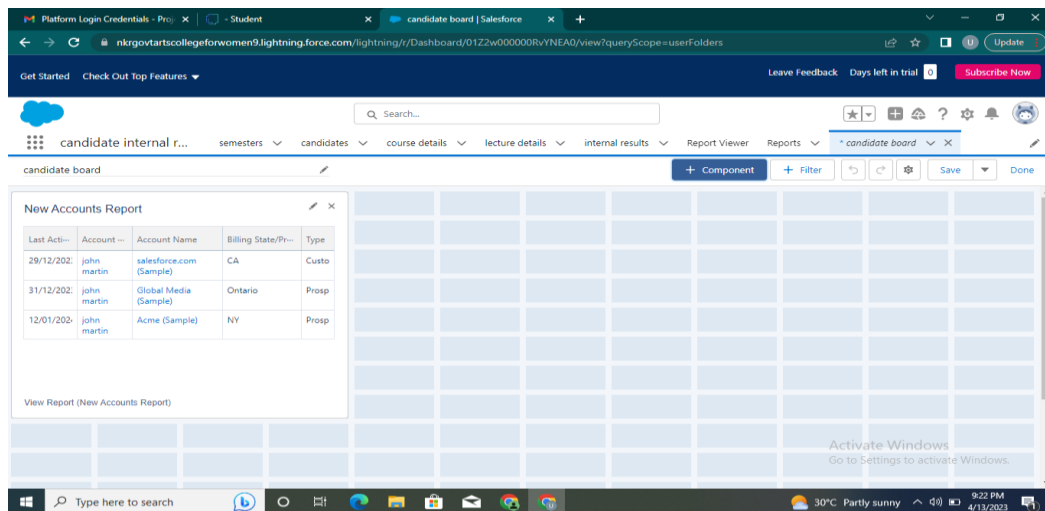 Platform Login Credentials - Proj
- Student
candidate board | Salesforce
nkrgovtartscollegeforwomen9.lightning.force.com/lightning/r/Dashboard/01Z2w000000RvYNEA0/view?queryScope=userFolders
U
Update
Get Started Check Out Top Features
Leave Feedback Days left in trial 0 Subscribe Now
Search...
candidate internal r... semesters candidates course details lecture details internal results Report Viewer Reports * candidate board
candidate board
+ Component + Filter Save Done
New Accounts Report
Last Acti... Account ... Account Name Billing State/Pr... Type
29/12/202 john martin salesforce.com (Sample) CA Custo
31/12/202 john martin Global Media (Sample) Ontario Prosp
12/01/202 john martin Acme (Sample) NY Prosp
View Report (New Accounts Report)
Activate Windows
Go to Settings to activate Windows.
Type here to search
30°C Partly sunny
9:22 PM
4/13/2023